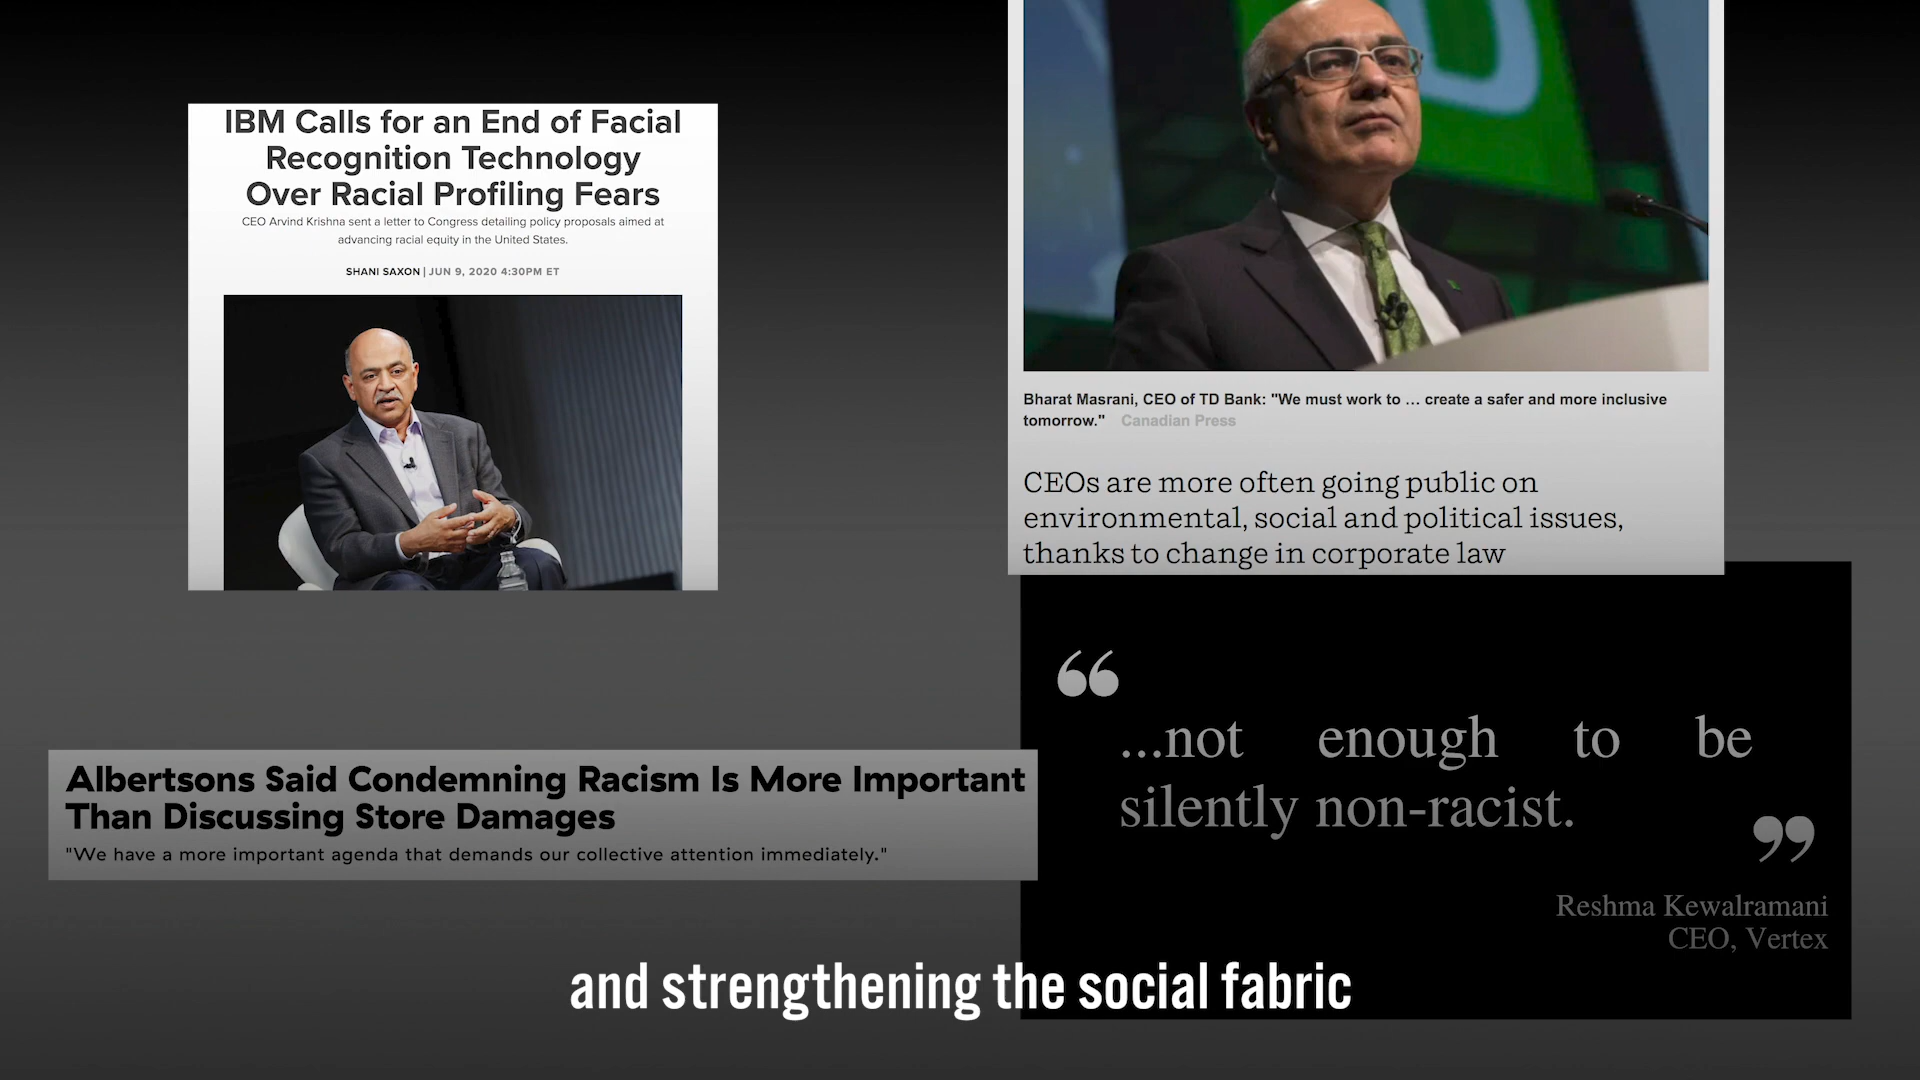 IBM Calls for an End of Facial
Recognition Technology
Over Racial Profiling Fears
CEO Arvind Krishna sent a letter to Congress detailing policy proposals aimed at
advancing racial equity in the United States.
SHANI SAXON | JUN 9, 2020 4:30PM ET
Bharat Masrani, CEO of TD Bank: "We must work to … create a safer and more inclusive
tomorrow." Canadian Press
CEOs are more often going public on
environmental, social and political issues,
thanks to change in corporate law
Albertsons Said Condemning Racism Is More Important
Than Discussing Store Damages
"We have a more important agenda that demands our collective attention immediately."
“
...not enough to be
silently non-racist.
”
Reshma Kewalramani
CEO, Vertex
and strengthening the social fabric